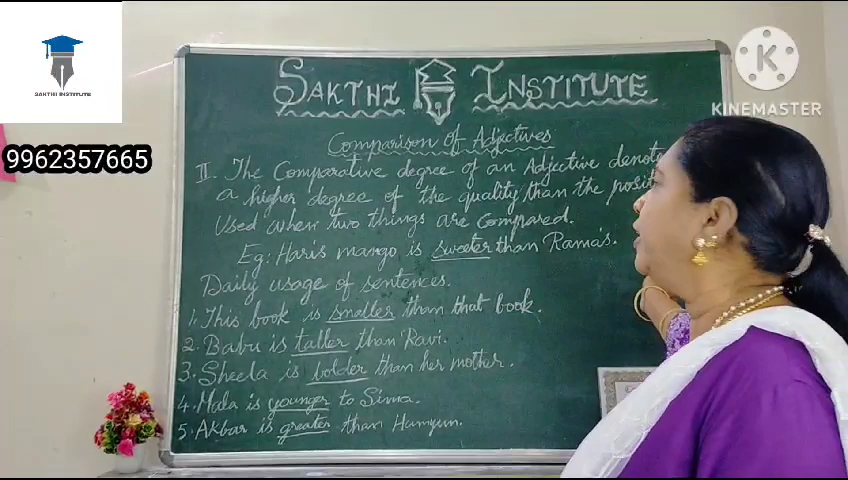 SAKTHI INSTITUTE
9962357665
KINEMASTER
SAKTHI INSTITUTE
Comparison of Adjectives
II. The Comparative degree of an Adjective denot
a higher degree of the quality than the posi
Used when two things are compared.
Eg: Haris mango is sweeter than Rama's.
Daily usage of sentences.
1. This book is smaller than that book.
2. Babu is taller than Ravi.
3. Sheela is bolder than her mother.
4. Mala is younger to Sima.
5. Akbar is greater than Humyun.